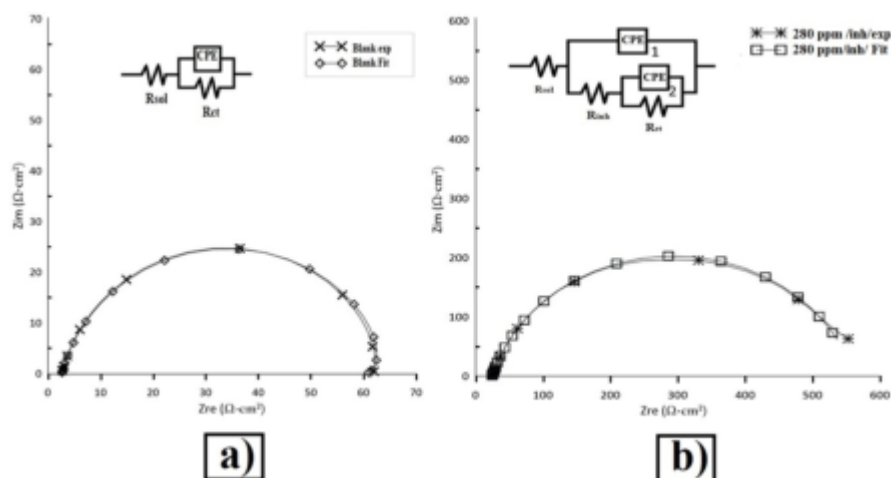 70
60
50
40
30
20
10
0
Zim (Ω·cm²)
0 10 20 30 40 50 60 70
Zre (Ω·cm²)
CPE
Rsol
Rct
Blank exp
Blank Fit
a)
600
500
400
300
200
100
0
Zim (Ω·cm²)
0 100 200 300 400 500 600
Zre (Ω·cm²)
CPE 1
CPE 2
Rsol
Rinh
Rct
280 ppm /inh/exp
280 ppm/inh/ Fit
b)